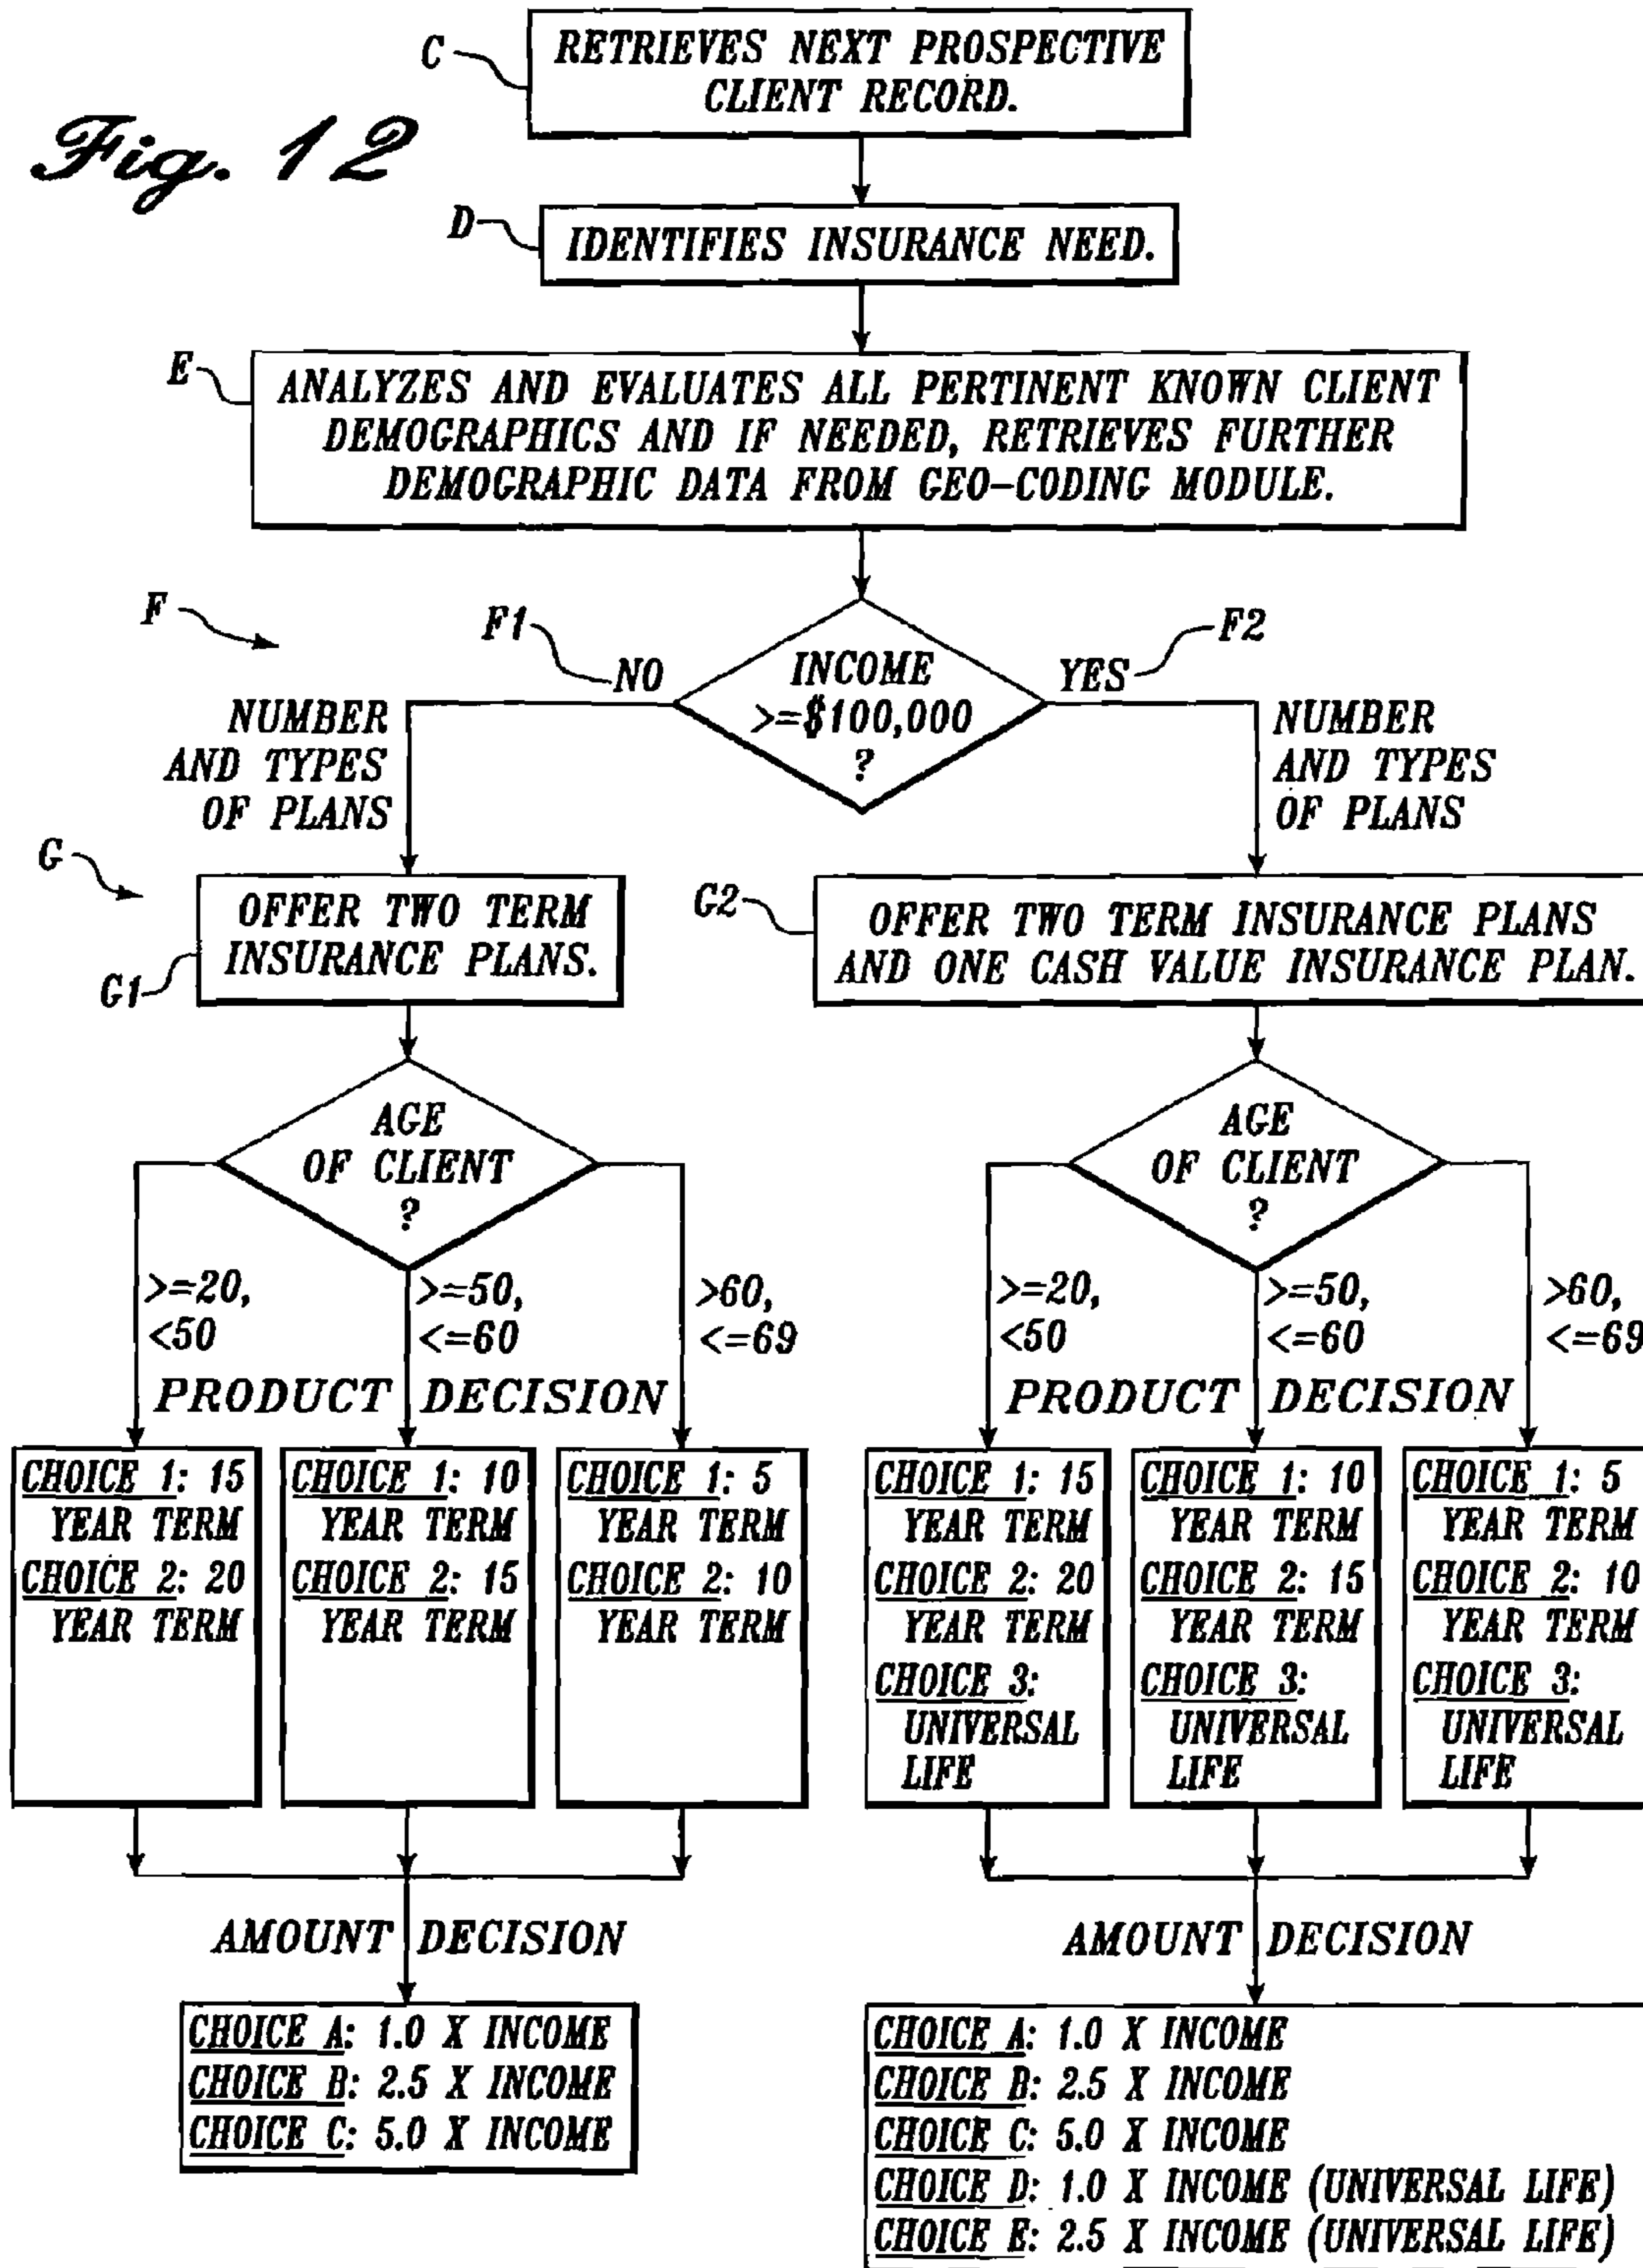 Fig. 12
C
RETRIEVES NEXT PROSPECTIVE
CLIENT RECORD.
D
IDENTIFIES INSURANCE NEED.
E
ANALYZES AND EVALUATES ALL PERTINENT KNOWN CLIENT
DEMOGRAPHICS AND IF NEEDED, RETRIEVES FURTHER
DEMOGRAPHIC DATA FROM GEO-CODING MODULE.
F
F1
NO
INCOME
>=$100,000
?
YES
F2
NUMBER
AND TYPES
OF PLANS
NUMBER
AND TYPES
OF PLANS
G
G1
OFFER TWO TERM
INSURANCE PLANS.
G2
OFFER TWO TERM INSURANCE PLANS
AND ONE CASH VALUE INSURANCE PLAN.
AGE
OF CLIENT
?
>=20,
<50
>=50,
<=60
>60,
<=69
PRODUCT DECISION
CHOICE 1: 15
YEAR TERM
CHOICE 2: 20
YEAR TERM
CHOICE 1: 10
YEAR TERM
CHOICE 2: 15
YEAR TERM
CHOICE 1: 5
YEAR TERM
CHOICE 2: 10
YEAR TERM
AMOUNT DECISION
CHOICE A: 1.0 X INCOME
CHOICE B: 2.5 X INCOME
CHOICE C: 5.0 X INCOME
AGE
OF CLIENT
?
>=20,
<50
>=50,
<=60
>60,
<=69
PRODUCT DECISION
CHOICE 1: 15
YEAR TERM
CHOICE 2: 20
YEAR TERM
CHOICE 3:
UNIVERSAL
LIFE
CHOICE 1: 10
YEAR TERM
CHOICE 2: 15
YEAR TERM
CHOICE 3:
UNIVERSAL
LIFE
CHOICE 1: 5
YEAR TERM
CHOICE 2: 10
YEAR TERM
CHOICE 3:
UNIVERSAL
LIFE
AMOUNT DECISION
CHOICE A: 1.0 X INCOME
CHOICE B: 2.5 X INCOME
CHOICE C: 5.0 X INCOME
CHOICE D: 1.0 X INCOME (UNIVERSAL LIFE)
CHOICE E: 2.5 X INCOME (UNIVERSAL LIFE)